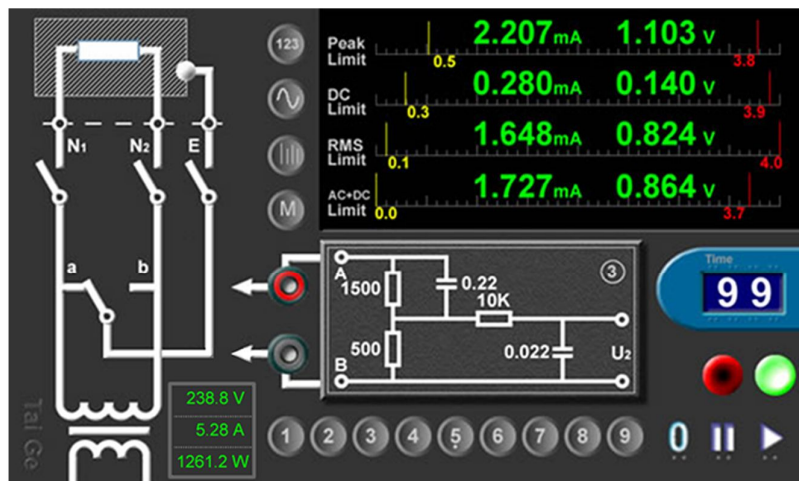 123
M
Peak
Limit
2.207mA 1.103 V
0.5
3.8
DC
Limit
0.280mA 0.140 V
0.3
3.9
RMS
Limit
1.648mA 0.824 V
0.1
4.0
AC+DC
Limit
1.727mA 0.864 V
0.0
3.7
N1 N2 E
a b
A
1500
0.22
10K
3
500
0.022
U2
B
Time
99
238.8 V
5.28 A
1261.2 W
1 2 3 4 5 6 7 8 9
0
Tai Ge